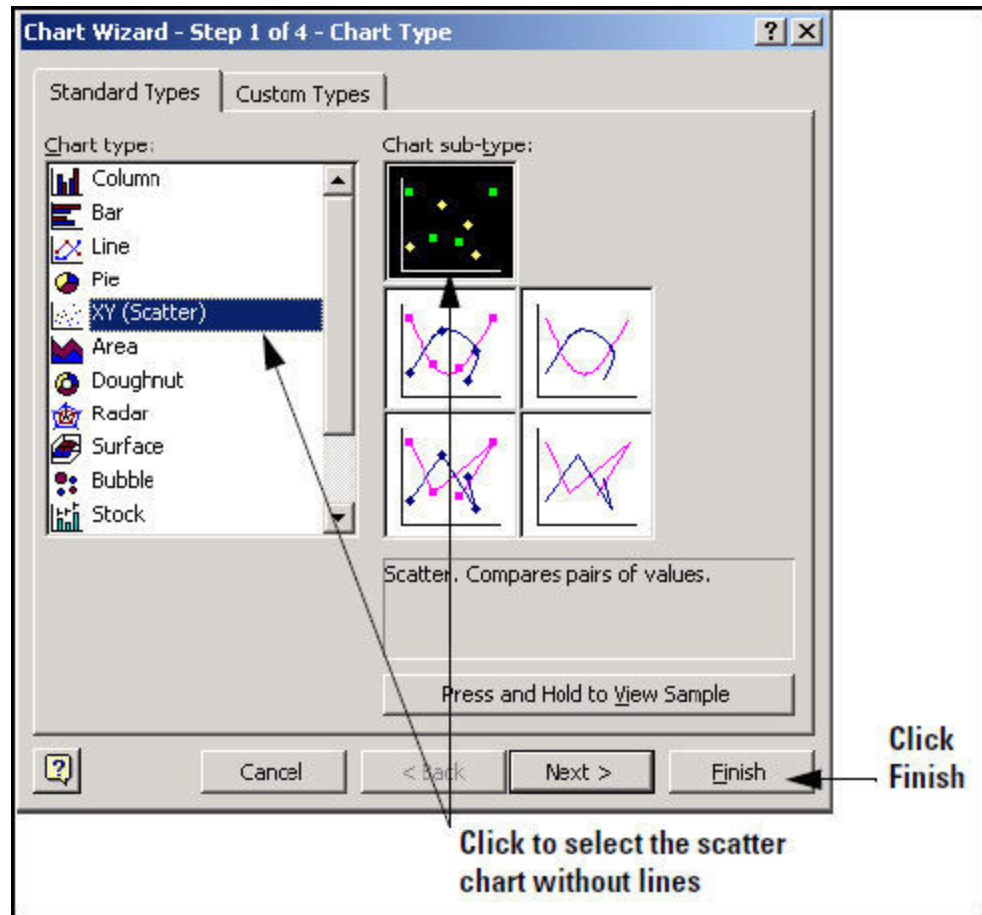 Chart Wizard - Step 1 of 4 - Chart Type
Standard Types
Custom Types
Chart type:
Column
Bar
Line
Pie
XY (Scatter)
Area
Doughnut
Radar
Surface
Bubble
Stock
Chart sub-type:
Scatter. Compares pairs of values.
Press and Hold to View Sample
Cancel
< Back
Next >
Finish
Click
Finish
Click to select the scatter
chart without lines